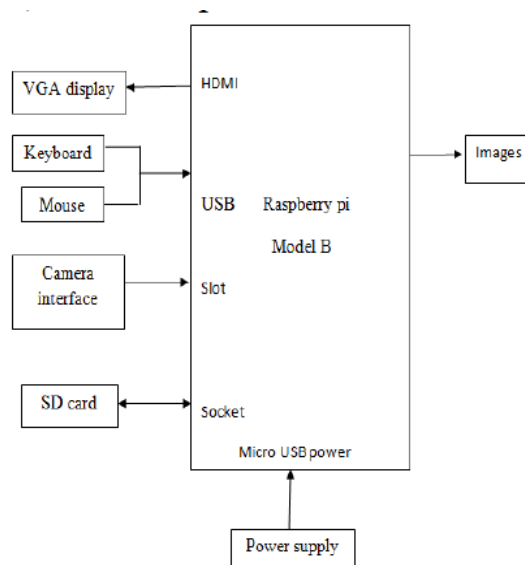 HDMI
VGA display
Keyboard
Mouse
USB
Raspberry pi
Model B
Images
Camera
interface
Slot
SD card
Socket
Micro USB power
Power supply